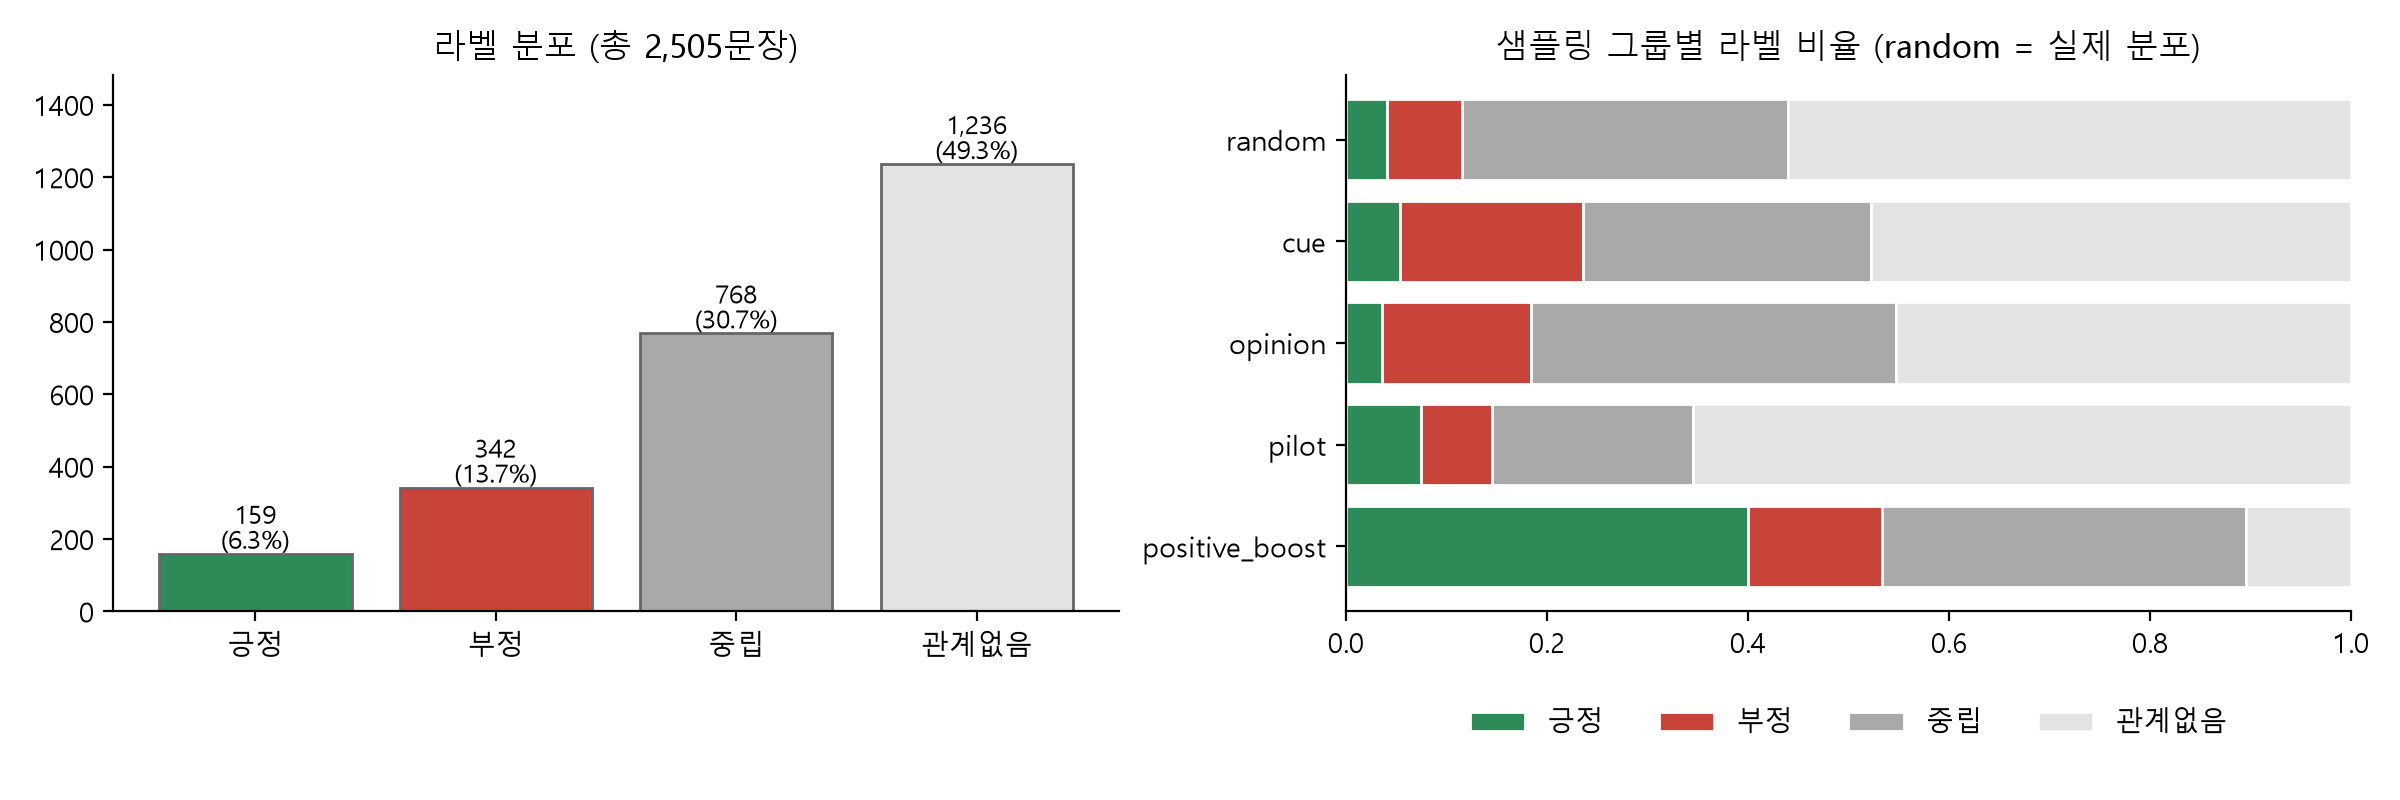 라벨 분포 (총 2,505문장)
1400
1200
1000
800
600
400
200
0
159
(6.3%)
342
(13.7%)
768
(30.7%)
1,236
(49.3%)
긍정
부정
중립
관계없음
샘플링 그룹별 라벨 비율 (random = 실제 분포)
random
cue
opinion
pilot
positive_boost
0.0
0.2
0.4
0.6
0.8
1.0
긍정
부정
중립
관계없음